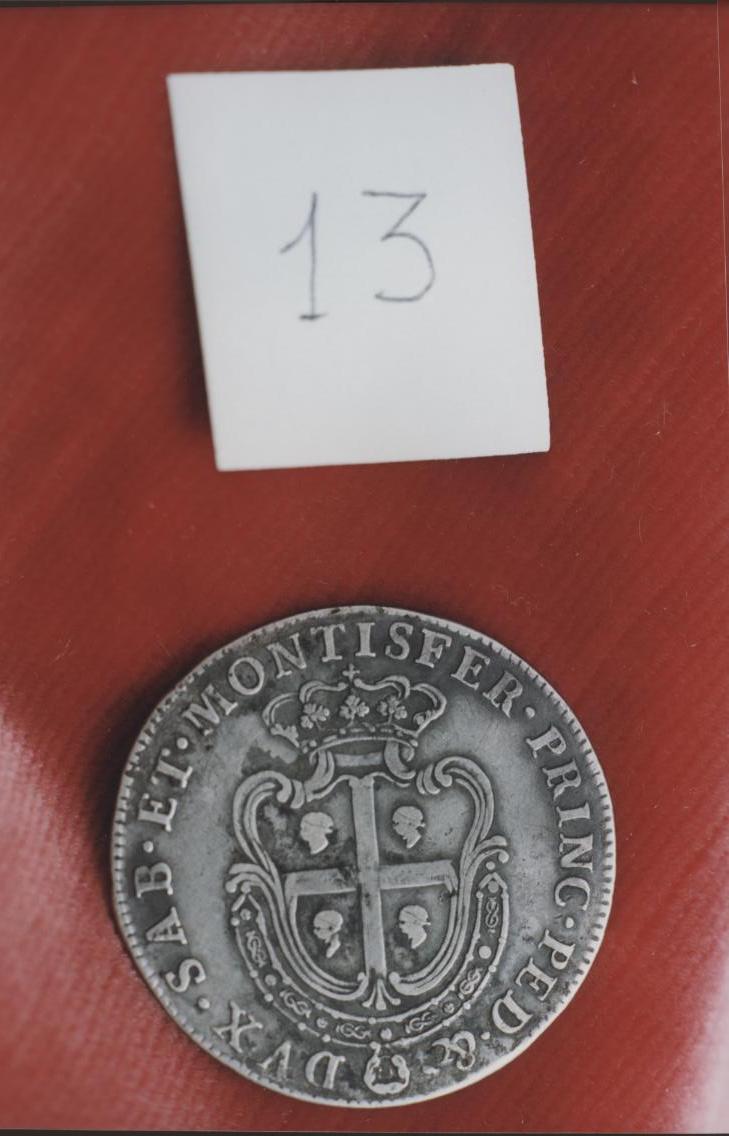 13
DVX · SAB · ET · MONTISFER · PRINC · PED · &·